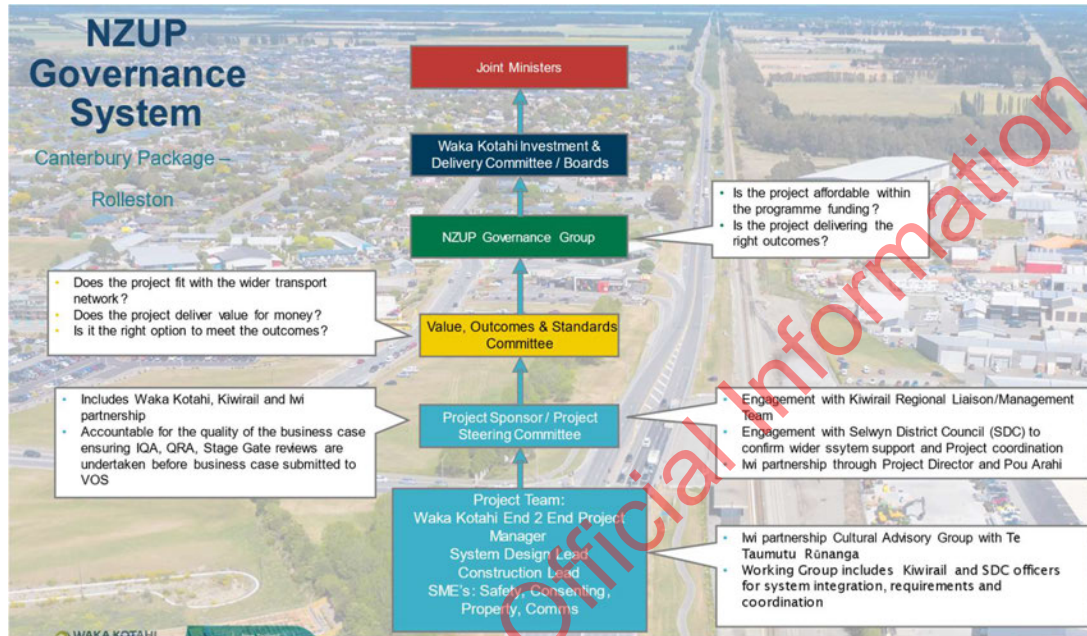 NZUP
Governance
System
Canterbury Package –
Rolleston
Joint Ministers
Waka Kotahi Investment &
Delivery Committee / Boards
NZUP Governance Group
• Is the project affordable within
the programme funding?
• Is the project delivering the
right outcomes?
• Does the project fit with the wider transport
network?
• Does the project deliver value for money?
• Is it the right option to meet the outcomes?
Value, Outcomes & Standards
Committee
• Includes Waka Kotahi, Kiwirail and Iwi
partnership
• Accountable for the quality of the business case
ensuring IQA, QRA, Stage Gate reviews are
undertaken before business case submitted to
VOS
Project Sponsor / Project
Steering Committee
• Engagement with Kiwirail Regional Liaison/Management
Team
• Engagement with Selwyn District Council (SDC) to
confirm wider ssytem support and Project coordination
• Iwi partnership through Project Director and Pou Arahi
Project Team:
Waka Kotahi End 2 End Project
Manager
System Design Lead
Construction Lead
SME's: Safety, Consenting,
Property, Comms
• Iwi partnership Cultural Advisory Group with Te
Taumutu Rūnanga
• Working Group includes Kiwirail and SDC officers
for system integration, requirements and
coordination
WAKA KOTAHI
Official Information